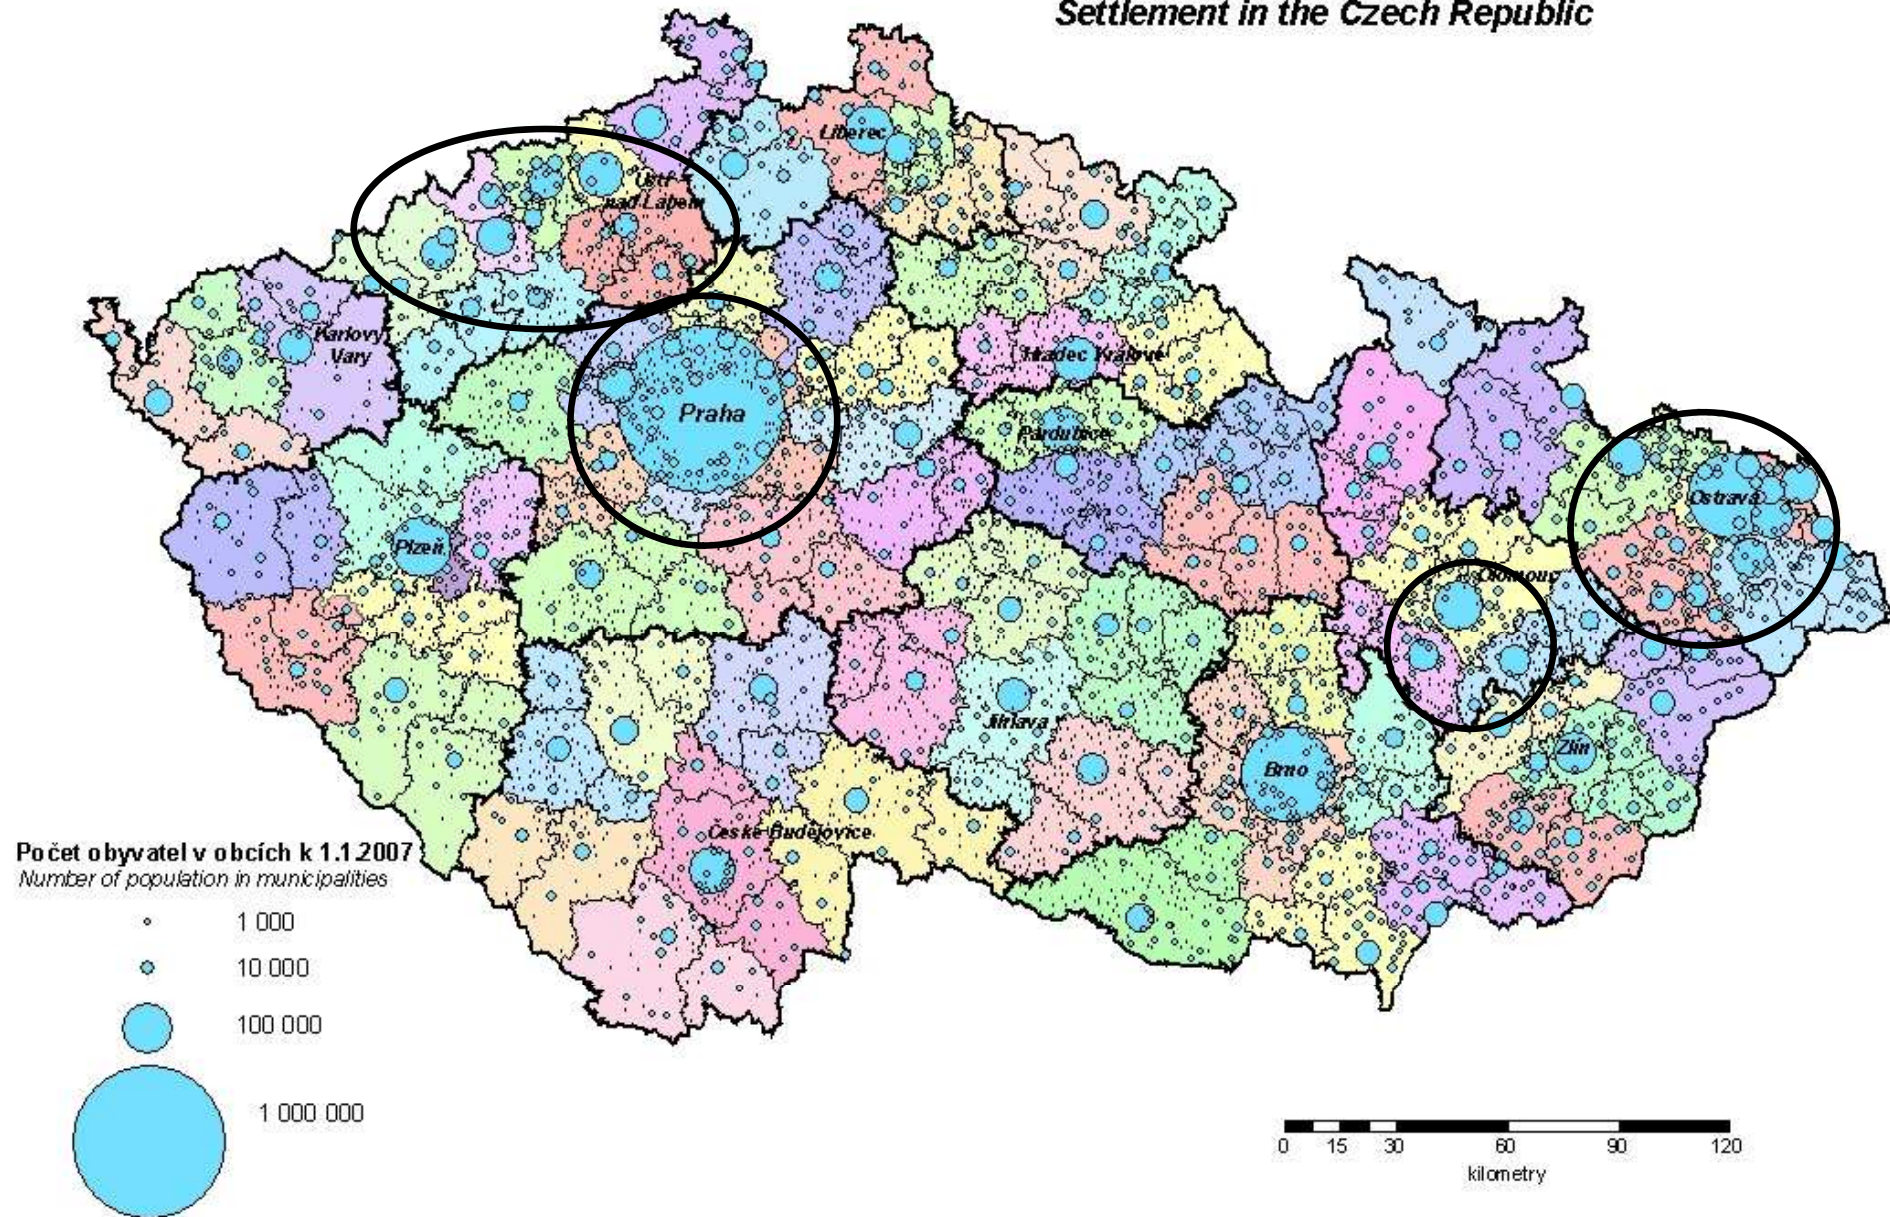 Settlement in the Czech Republic
Liberec
Ústí
nad Labem
Karlovy
Vary
Hradec Králové
Praha
Pardubice
Ostrava
Plzeň
Olomouc
Jihlava
Zlín
Brno
České Budějovice
Počet obyvatel v obcích k 1.1.2007
Number of population in municipalities
1 000
10 000
100 000
1 000 000
0 15 30 60 90 120
kilometry